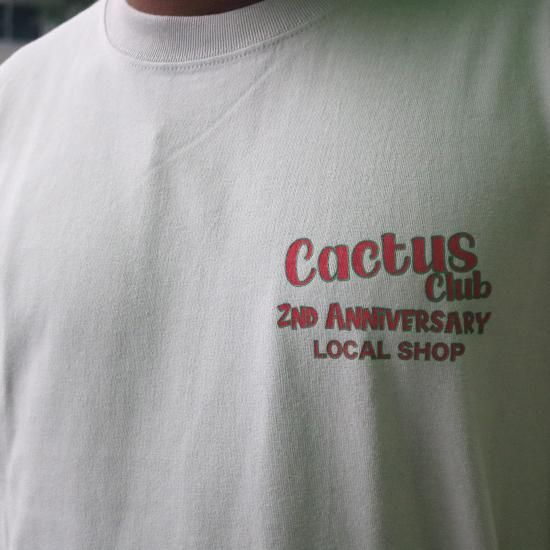 Cactus
Club
2ND ANNiVERSARY
LOCAL SHOP